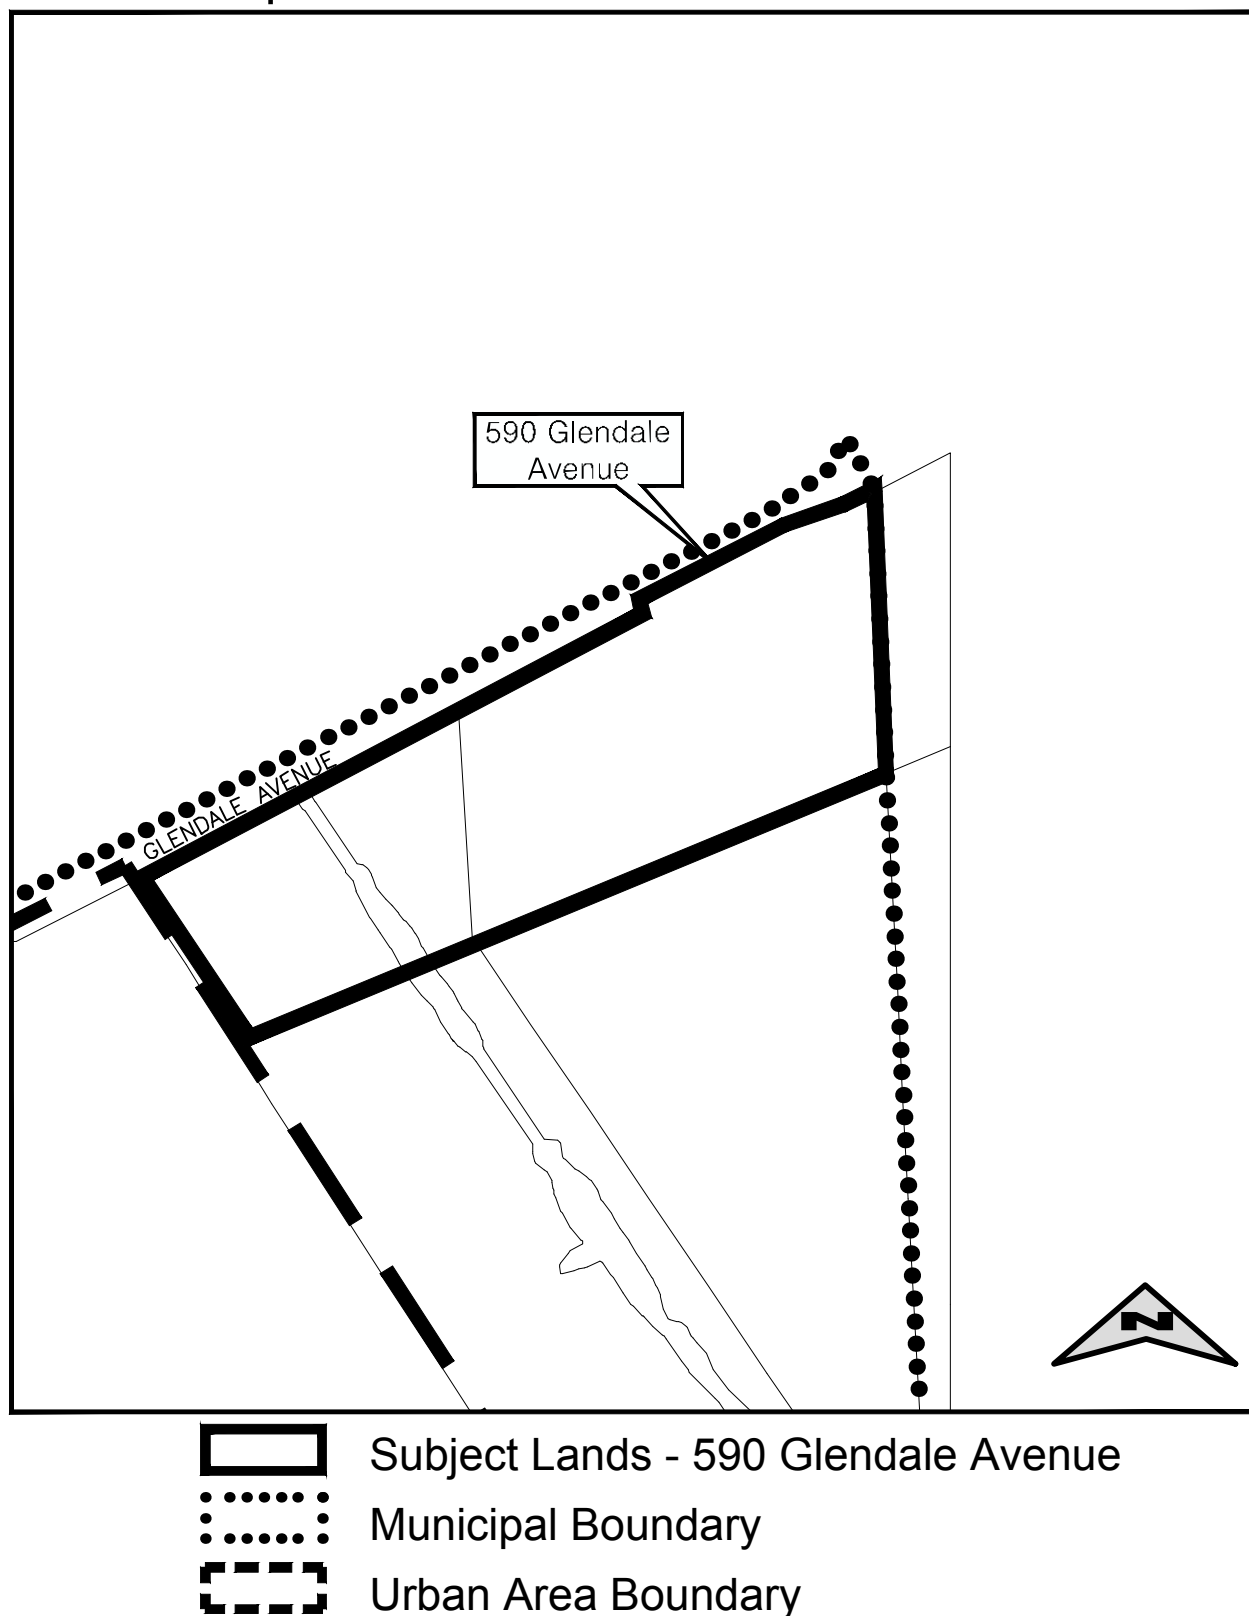 590 Glendale
Avenue
GLENDALE AVENUE
N
Subject Lands - 590 Glendale Avenue
Municipal Boundary
Urban Area Boundary